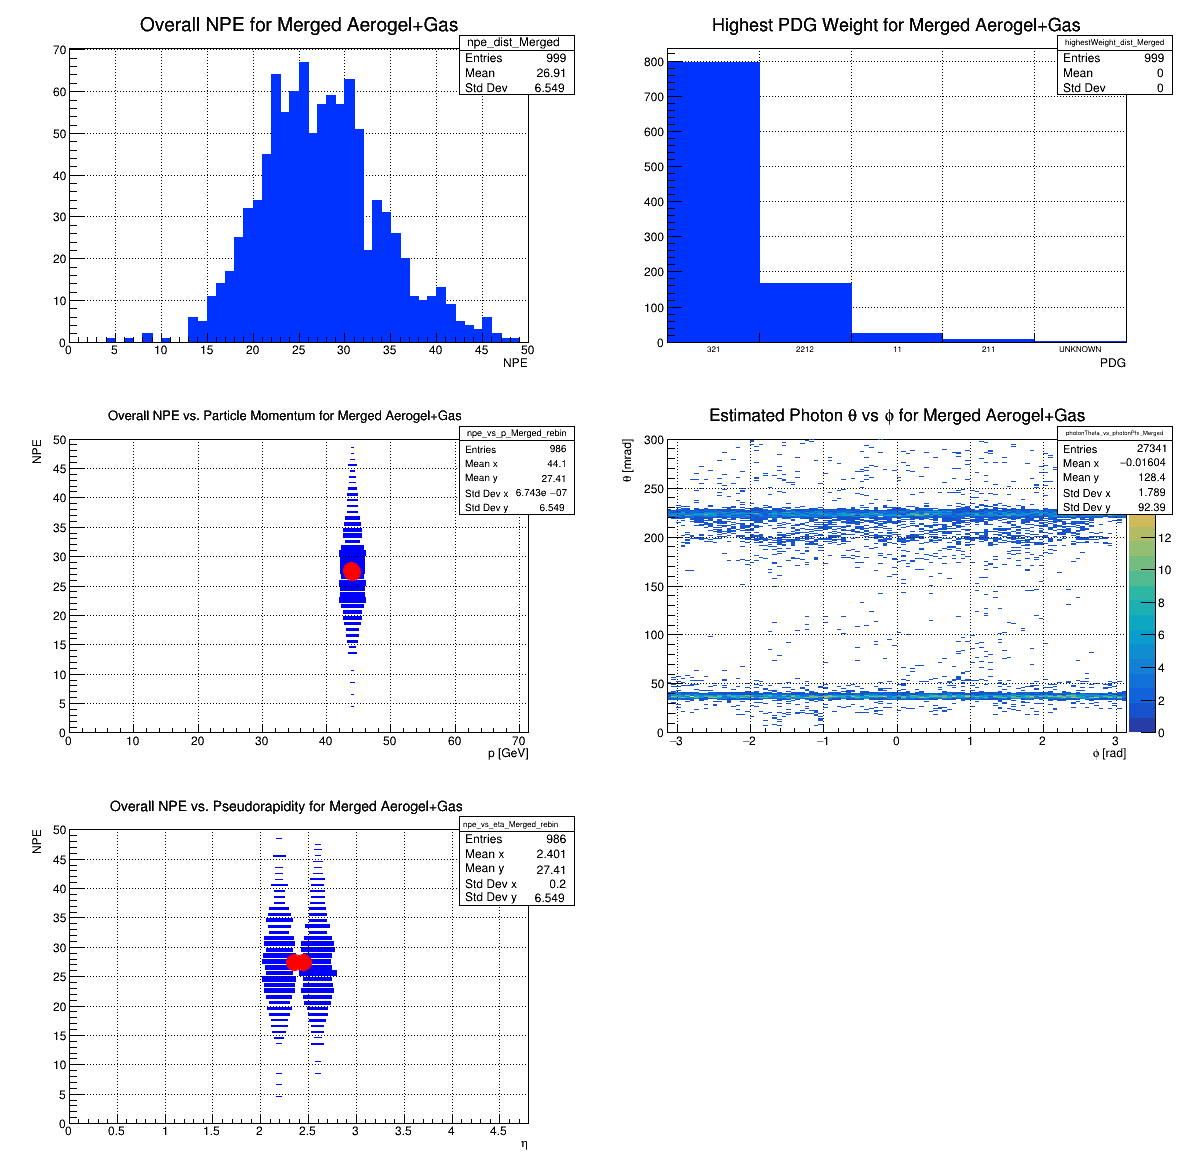 Overall NPE for Merged Aerogel+Gas
npe_dist_Merged
Entries 999
Mean 26.91
Std Dev 6.549
70
60
50
40
30
20
10
0
0 5 10 15 20 25 30 35 40 45 50
NPE
Highest PDG Weight for Merged Aerogel+Gas
highestWeight_dist_Merged
Entries 999
Mean 0
Std Dev 0
800
700
600
500
400
300
200
100
0
321 2212 11 211 UNKNOWN
PDG
Overall NPE vs. Particle Momentum for Merged Aerogel+Gas
npe_vs_p_Merged_rebin
Entries 986
Mean x 44.1
Mean y 27.41
Std Dev x 6.743e −07
Std Dev y 6.549
NPE
50
45
40
35
30
25
20
15
10
5
0
0 10 20 30 40 50 60 70
p [GeV]
Estimated Photon θ vs ϕ for Merged Aerogel+Gas
photonTheta_vs_photonPhi_Merged
Entries 27341
Mean x −0.01604
Mean y 128.4
Std Dev x 1.789
Std Dev y 92.39
θ [mrad]
300
250
200
150
100
50
0
−3 −2 −1 0 1 2 3
ϕ [rad]
12
10
8
6
4
2
0
Overall NPE vs. Pseudorapidity for Merged Aerogel+Gas
npe_vs_eta_Merged_rebin
Entries 986
Mean x 2.401
Mean y 27.41
Std Dev x 0.2
Std Dev y 6.549
NPE
50
45
40
35
30
25
20
15
10
5
0
0 0.5 1 1.5 2 2.5 3 3.5 4 4.5
η